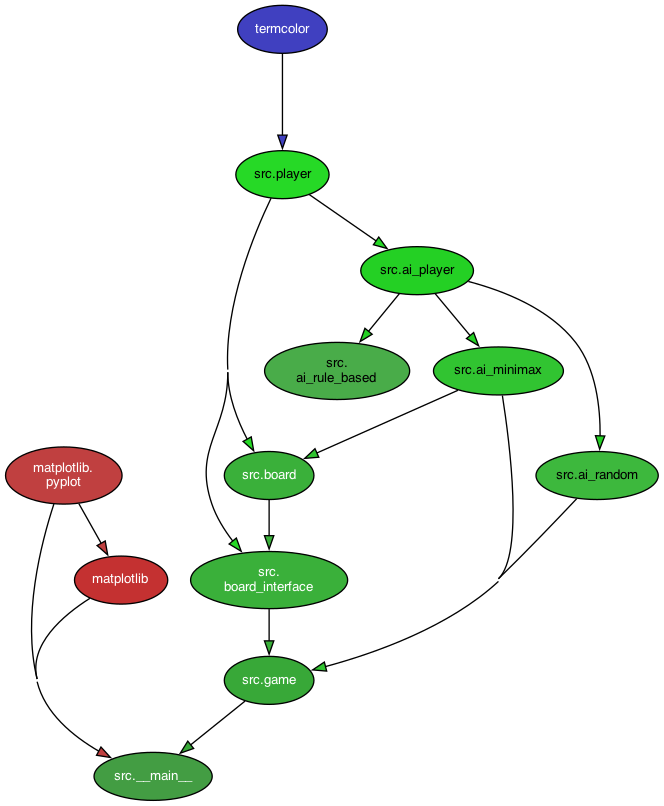 termcolor
src.player
src.ai_player
src.
ai_rule_based
src.ai_minimax
matplotlib.
pyplot
src.board
src.ai_random
matplotlib
src.
board_interface
src.game
src.__main__